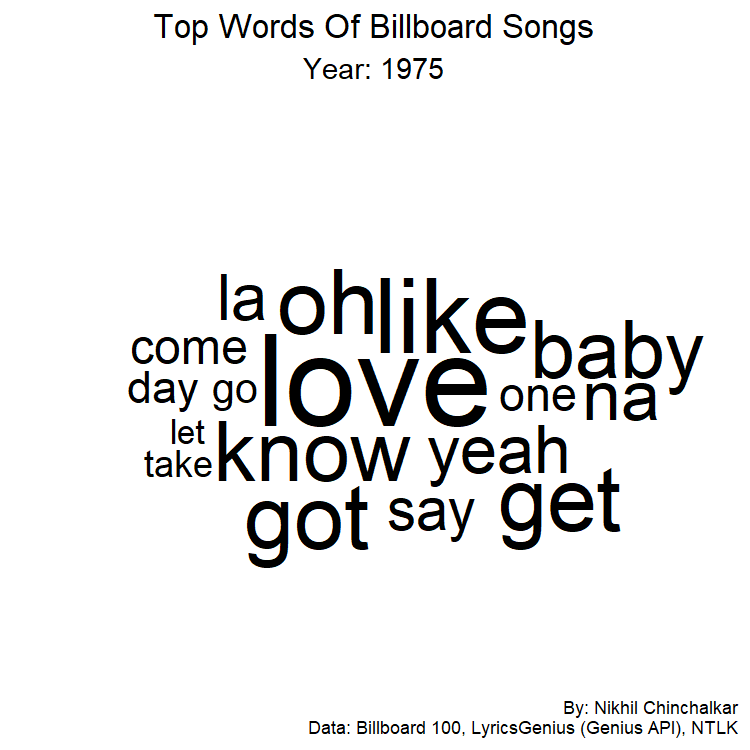 Top Words Of Billboard Songs
Year: 1975
la oh like
come love baby
day go one na
let know yeah
take
got say get
By: Nikhil Chinchalkar
Data: Billboard 100, LyricsGenius (Genius API), NTLK